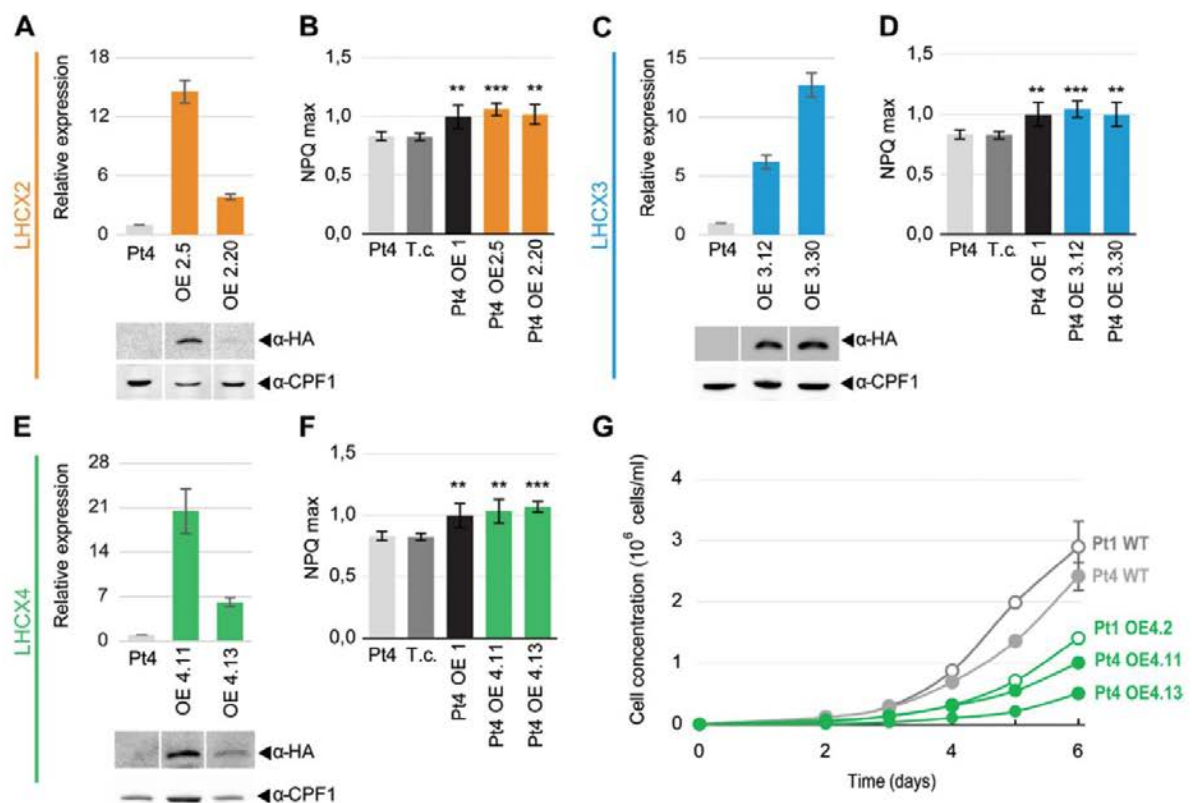 A
LHCX2
Relative expression
18
12
6
0
Pt4
OE 2.5
OE 2.20
◄α-HA
◄α-CPF1
B
NPQ max
1,5
1,0
0,5
0,0
** *** **
Pt4
T.c.
Pt4 OE 1
Pt4 OE2.5
Pt4 OE 2.20
C
LHCX3
Relative expression
15
10
5
0
Pt4
OE 3.12
OE 3.30
◄α-HA
◄α-CPF1
D
NPQ max
1,5
1,0
0,5
0,0
** *** **
Pt4
T.c.
Pt4 OE 1
Pt4 OE 3.12
Pt4 OE 3.30
E
LHCX4
Relative expression
28
21
14
7
0
Pt4
OE 4.11
OE 4.13
◄α-HA
◄α-CPF1
F
NPQ max
1,5
1,0
0,5
0,0
** ** ***
Pt4
T.c.
Pt4 OE 1
Pt4 OE 4.11
Pt4 OE 4.13
G
Cell concentration (10⁶ cells/ml)
4
3
2
1
0
Pt1 WT
Pt4 WT
Pt1 OE4.2
Pt4 OE4.11
Pt4 OE4.13
0 2 4 6
Time (days)